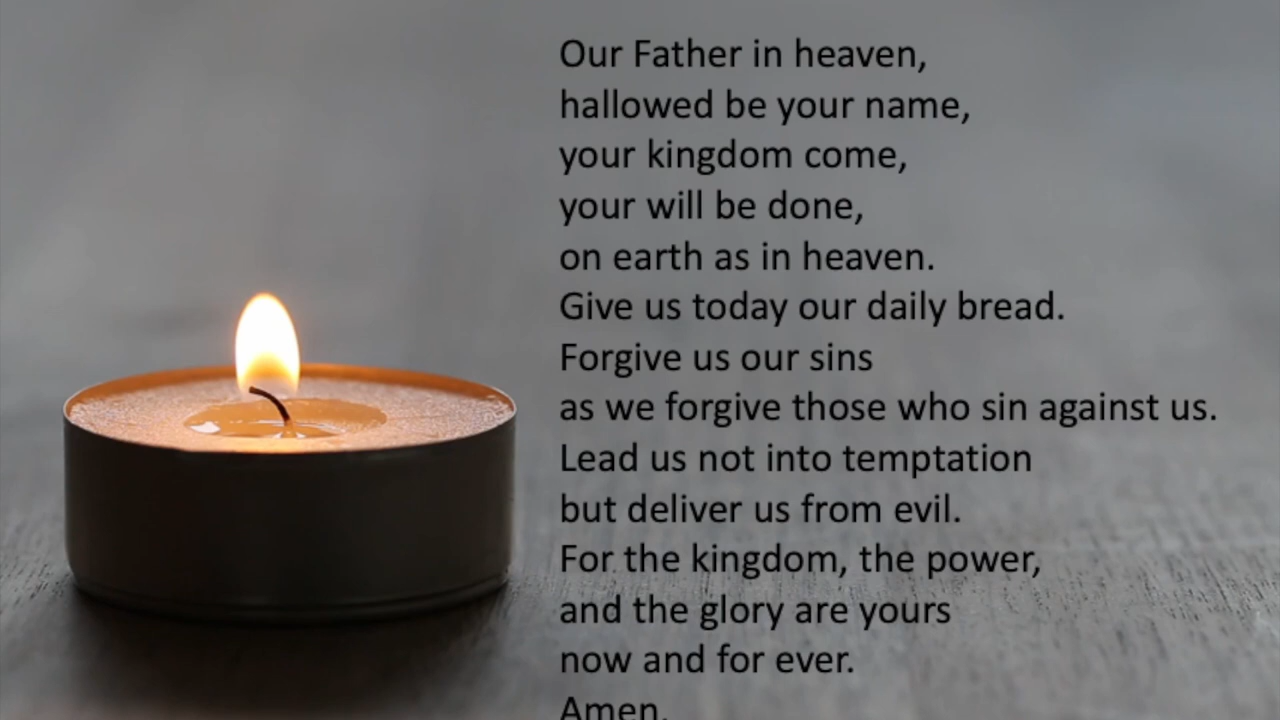 Our Father in heaven,
hallowed be your name,
your kingdom come,
your will be done,
on earth as in heaven.
Give us today our daily bread.
Forgive us our sins
as we forgive those who sin against us.
Lead us not into temptation
but deliver us from evil.
For the kingdom, the power,
and the glory are yours
now and for ever.
Amen.